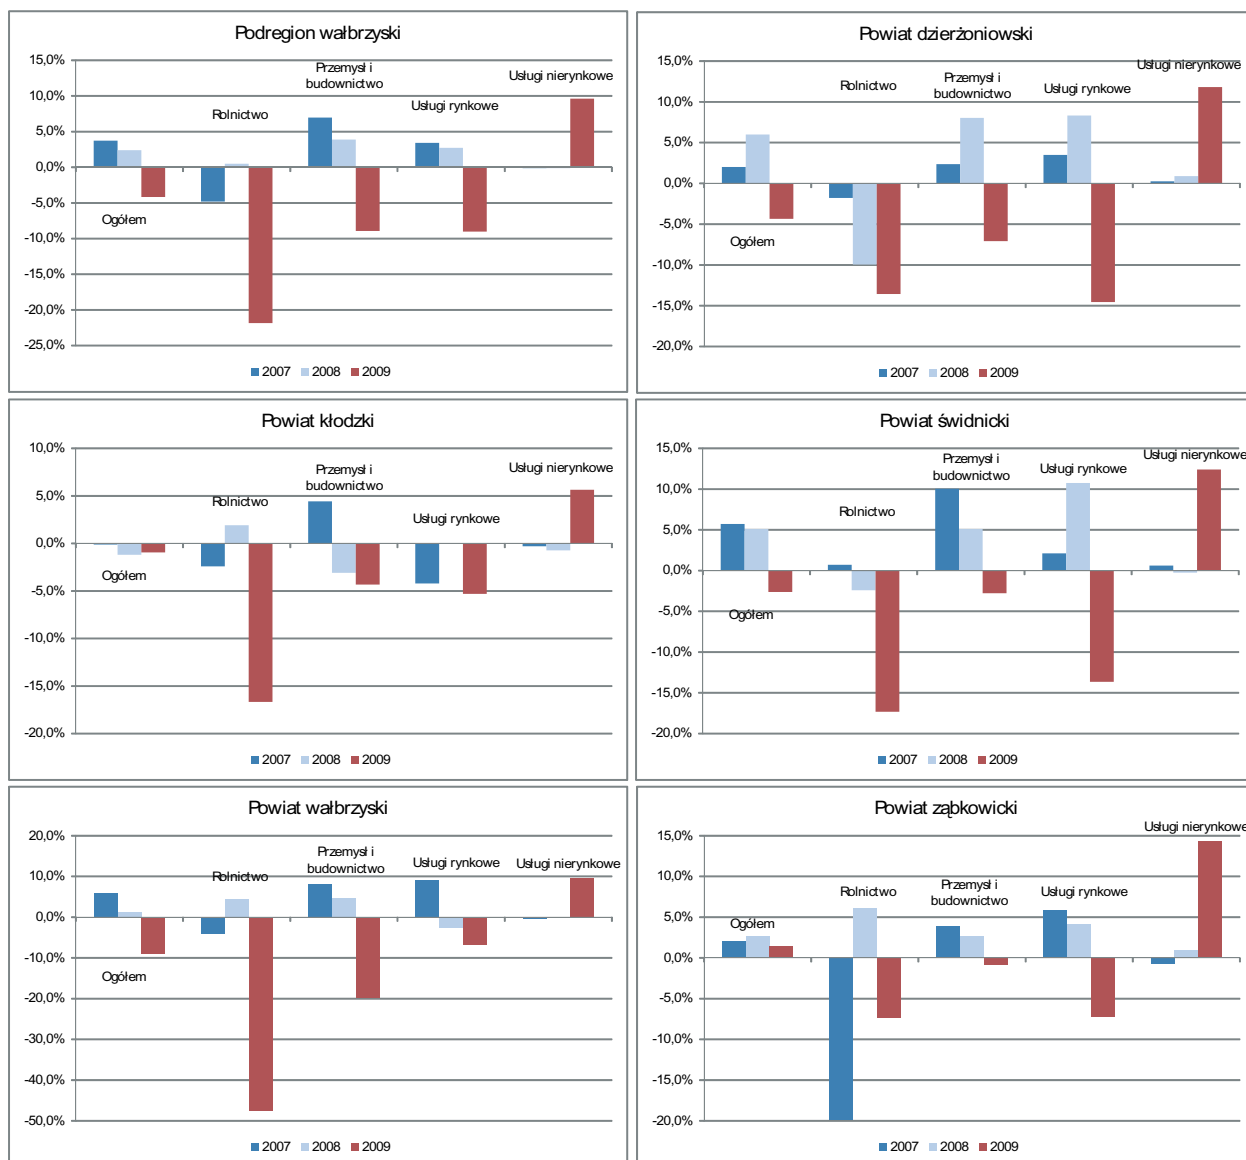 Podregion wałbrzyski
15,0%
10,0%
5,0%
0,0%
-5,0%
-10,0%
-15,0%
-20,0%
-25,0%
Ogółem
Rolnictwo
Przemysł i
budownictwo
Usługi rynkowe
Usługi nierynkowe
2007 2008 2009
Powiat dzierżoniowski
15,0%
10,0%
5,0%
0,0%
-5,0%
-10,0%
-15,0%
-20,0%
Ogółem
Rolnictwo
Przemysł i
budownictwo
Usługi rynkowe
Usługi nierynkowe
2007 2008 2009
Powiat kłodzki
10,0%
5,0%
0,0%
-5,0%
-10,0%
-15,0%
-20,0%
Ogółem
Rolnictwo
Przemysł i
budownictwo
Usługi rynkowe
Usługi nierynkowe
2007 2008 2009
Powiat świdnicki
15,0%
10,0%
5,0%
0,0%
-5,0%
-10,0%
-15,0%
-20,0%
Ogółem
Rolnictwo
Przemysł i
budownictwo
Usługi rynkowe
Usługi nierynkowe
2007 2008 2009
Powiat wałbrzyski
20,0%
10,0%
0,0%
-10,0%
-20,0%
-30,0%
-40,0%
-50,0%
Ogółem
Rolnictwo
Przemysł i
budownictwo
Usługi rynkowe
Usługi nierynkowe
2007 2008 2009
Powiat ząbkowicki
15,0%
10,0%
5,0%
0,0%
-5,0%
-10,0%
-15,0%
-20,0%
Ogółem
Rolnictwo
Przemysł i
budownictwo
Usługi rynkowe
Usługi nierynkowe
2007 2008 2009